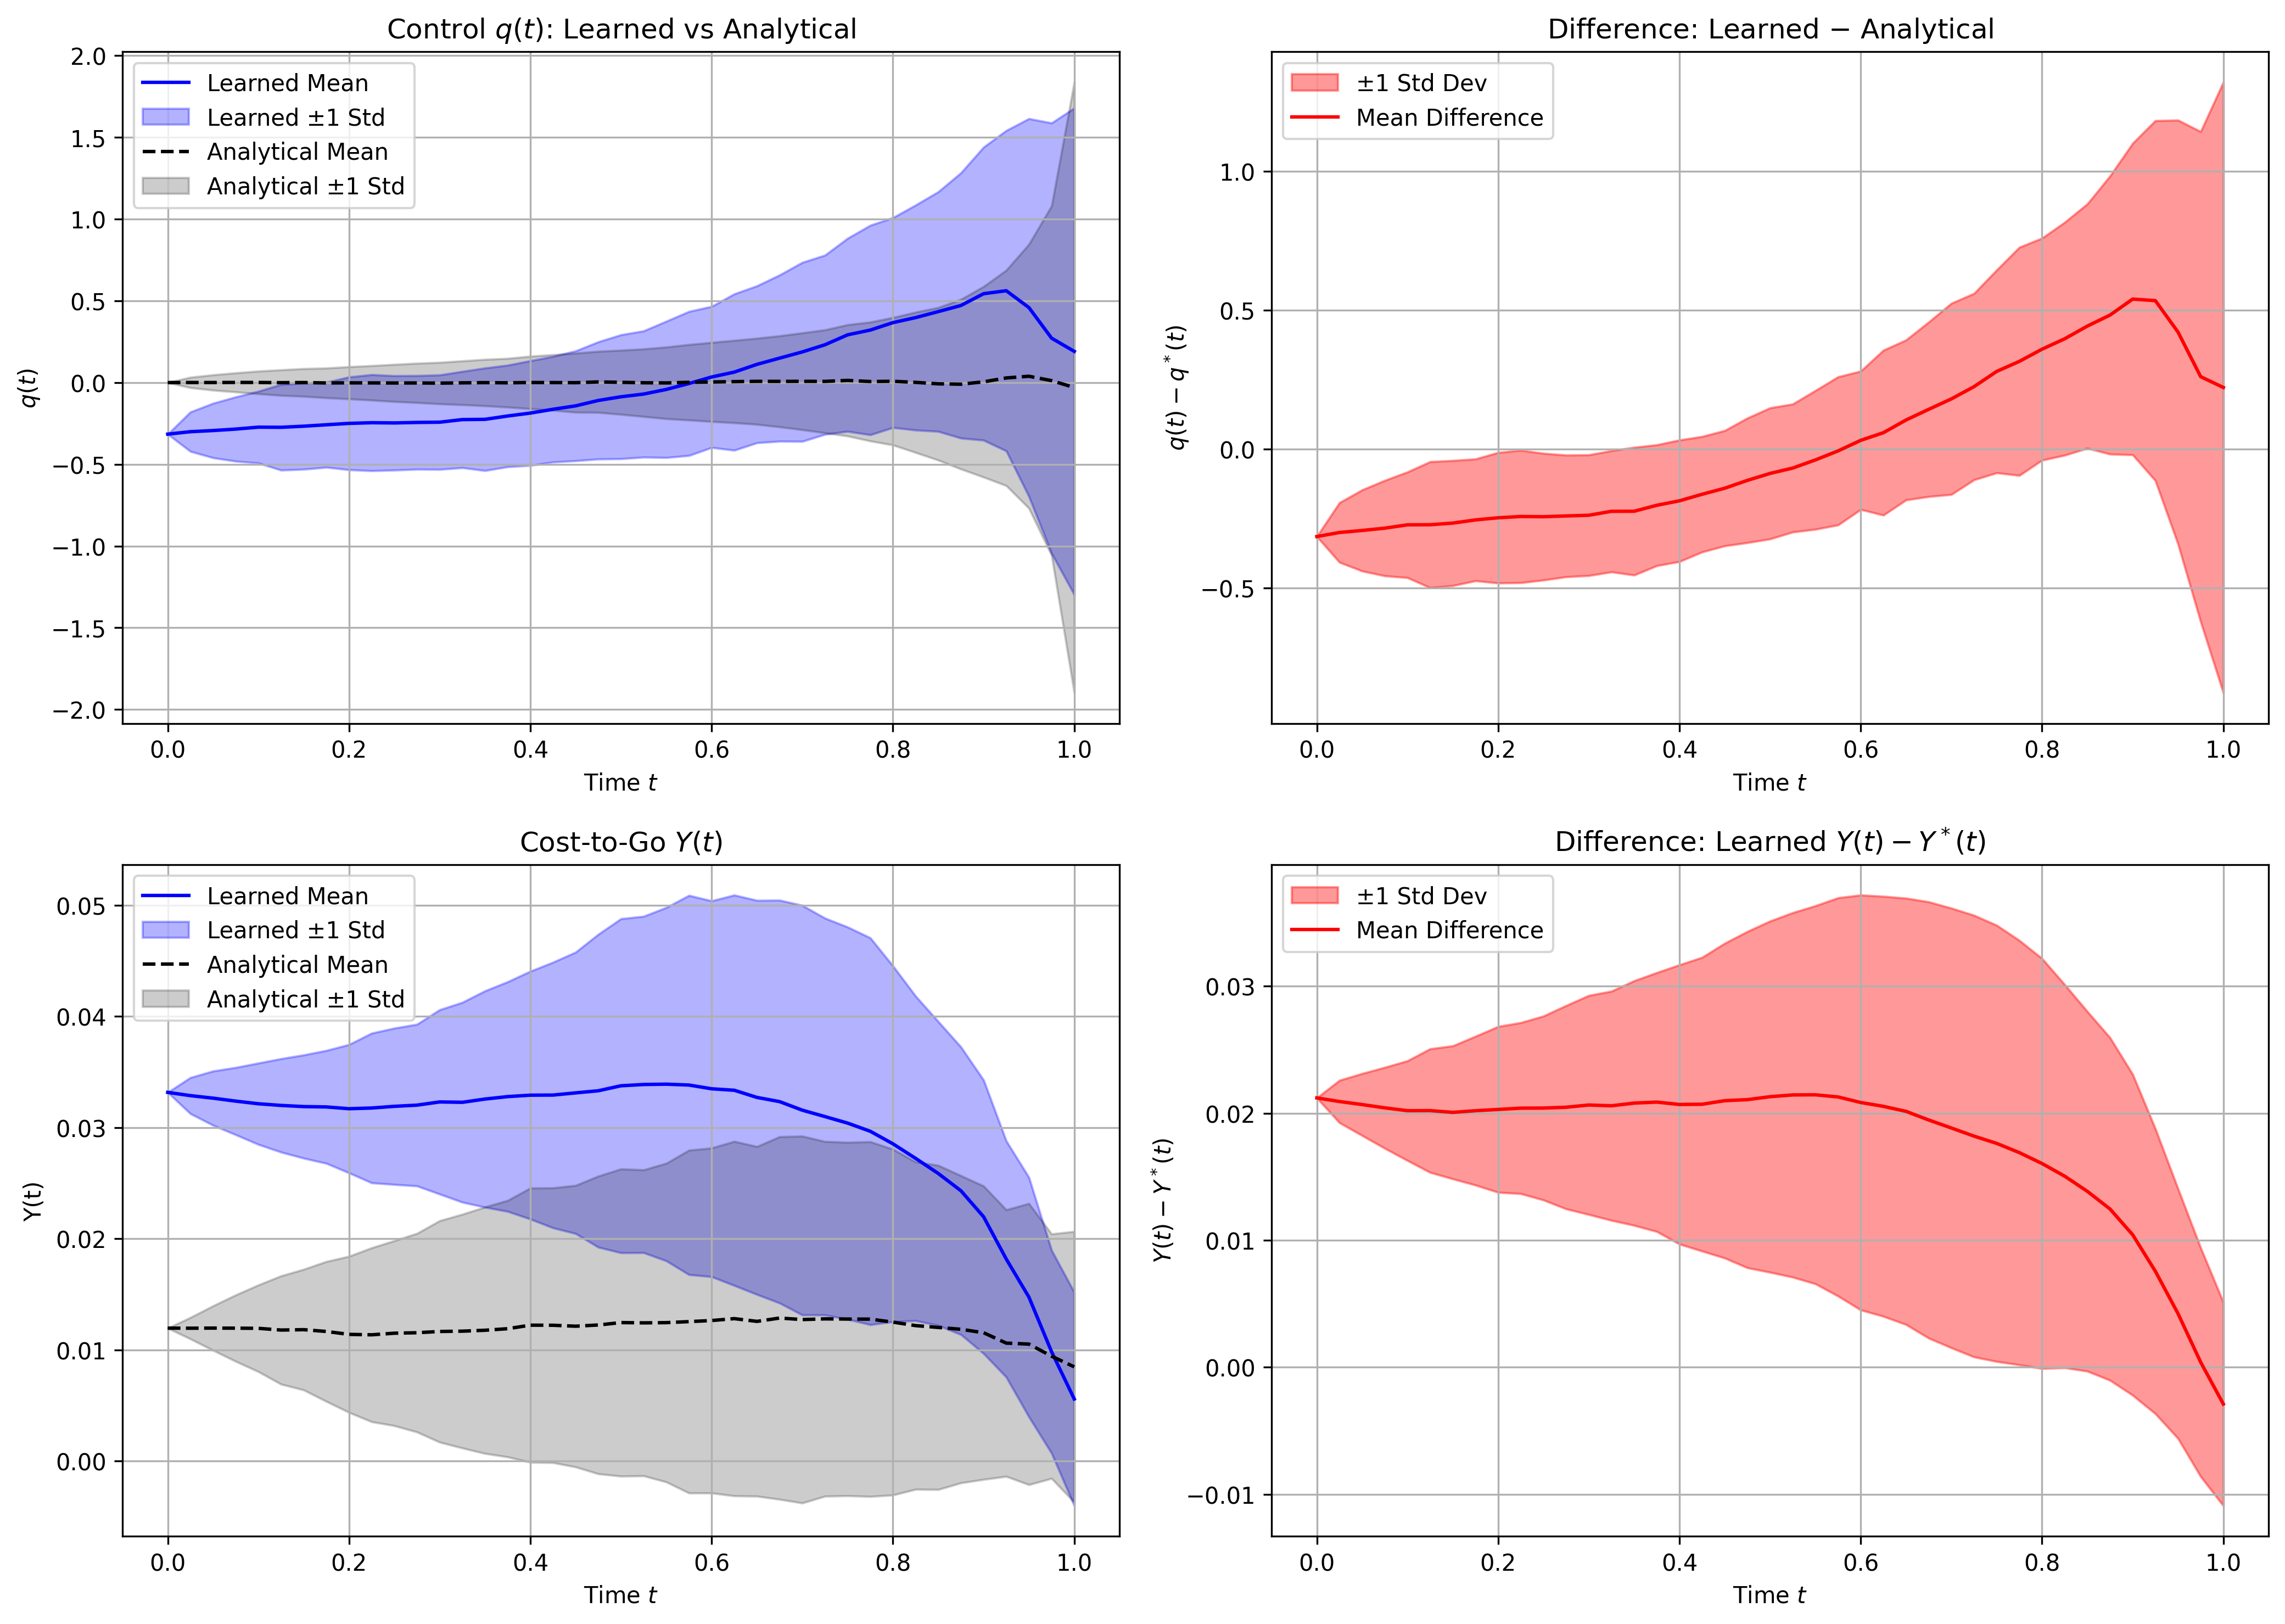 Control q(t): Learned vs Analytical
Learned Mean
Learned ±1 Std
Analytical Mean
Analytical ±1 Std
q(t)
2.0
1.5
1.0
0.5
0.0
−0.5
−1.0
−1.5
−2.0
0.0 0.2 0.4 0.6 0.8 1.0
Time t
Difference: Learned − Analytical
±1 Std Dev
Mean Difference
q(t) − q*(t)
1.0
0.5
0.0
−0.5
0.0 0.2 0.4 0.6 0.8 1.0
Time t
Cost-to-Go Y(t)
Learned Mean
Learned ±1 Std
Analytical Mean
Analytical ±1 Std
Y(t)
0.05
0.04
0.03
0.02
0.01
0.00
0.0 0.2 0.4 0.6 0.8 1.0
Time t
Difference: Learned Y(t) − Y*(t)
±1 Std Dev
Mean Difference
Y(t) − Y*(t)
0.03
0.02
0.01
0.00
−0.01
0.0 0.2 0.4 0.6 0.8 1.0
Time t